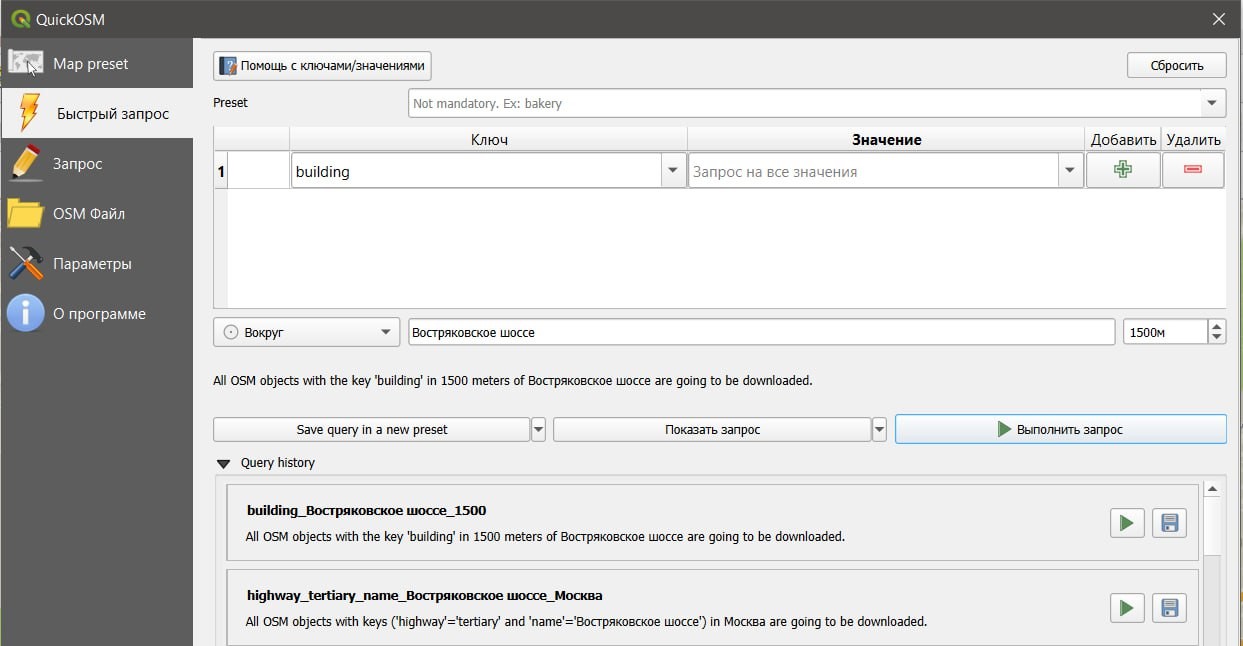 QuickOSM
Map preset
Быстрый запрос
Запрос
OSM Файл
Параметры
О программе
Помощь с ключами/значениями
Сбросить
Preset
Not mandatory. Ex: bakery
Ключ
Значение
Добавить
Удалить
1
building
Запрос на все значения
Вокруг
Востряковское шоссе
1500м
All OSM objects with the key 'building' in 1500 meters of Востряковское шоссе are going to be downloaded.
Save query in a new preset
Показать запрос
Выполнить запрос
Query history
building_Востряковское шоссе_1500
All OSM objects with the key 'building' in 1500 meters of Востряковское шоссе are going to be downloaded.
highway_tertiary_name_Востряковское шоссе_Москва
All OSM objects with keys ('highway'='tertiary' and 'name'='Востряковское шоссе') in Москва are going to be downloaded.